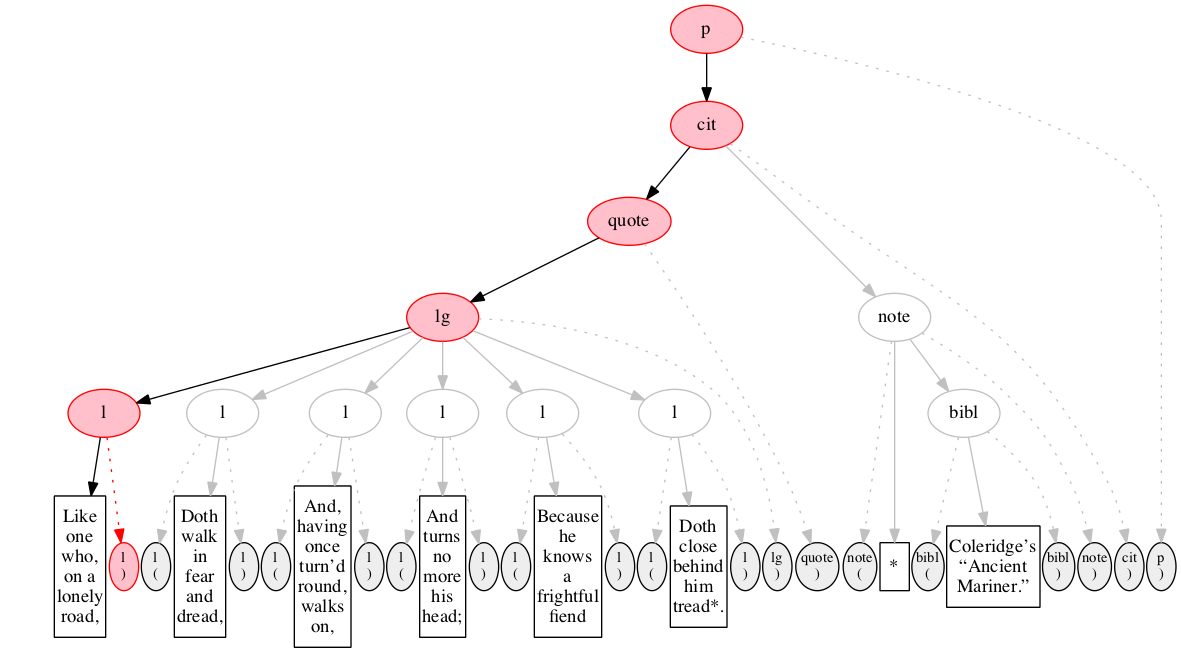 p
cit
quote
lg
note
l
l
l
l
l
l
bibl
Like
one
who,
on a
lonely
road,
l
)
l
(
Doth
walk
in
fear
and
dread,
l
)
l
(
And,
having
once
turn’d
round,
walks
on,
l
)
l
(
And
turns
no
more
his
head;
l
)
l
(
Because
he
knows
a
frightful
fiend
l
)
l
(
Doth
close
behind
him
tread*.
l
)
lg
)
quote
)
note
(
*
bibl
(
Coleridge’s
“Ancient
Mariner.”
bibl
)
note
)
cit
)
p
)